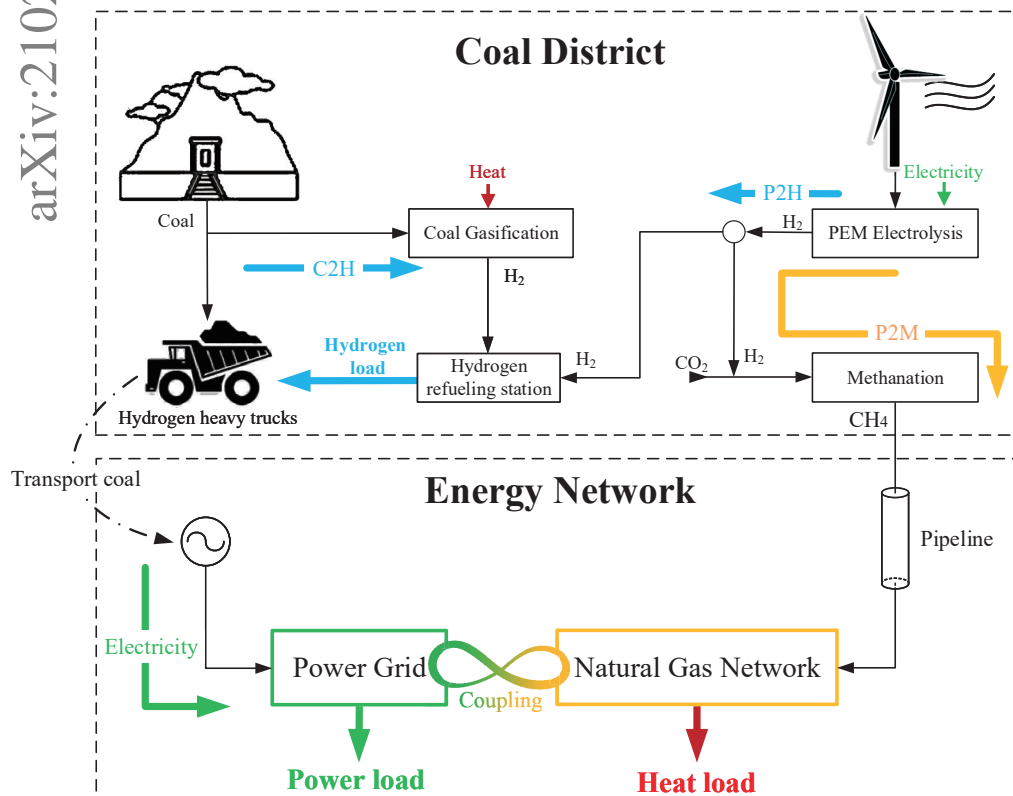 arXiv:2102
Coal District
Heat
Electricity
P2H
Coal
Coal Gasification
H₂
PEM Electrolysis
C2H
H₂
P2M
Hydrogen
load
Hydrogen
refueling station
H₂
CO₂
H₂
Methanation
Hydrogen heavy trucks
CH4
Transport coal
Energy Network
Pipeline
Electricity
Power Grid
Coupling
Natural Gas Network
Power load
Heat load